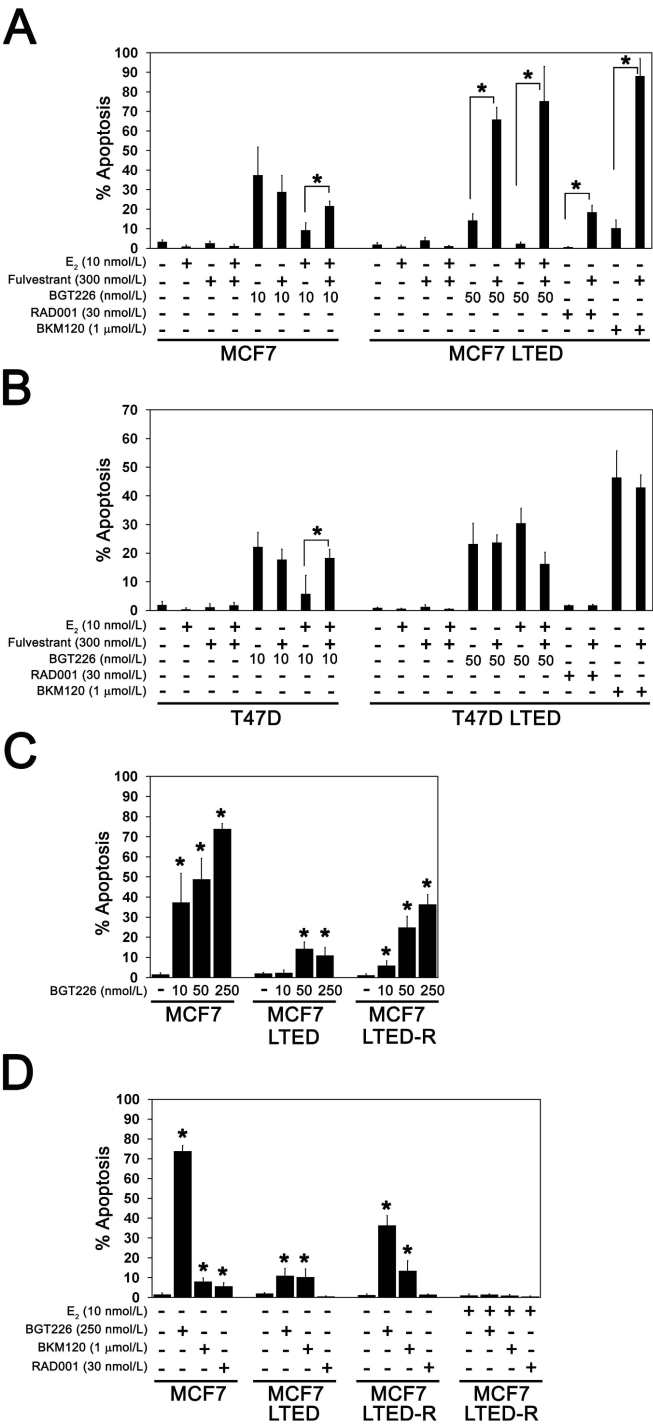 A
100
90
80
70
60
50
40
30
20
10
0
% Apoptosis
* * * * *
E2 (10 nmol/L) - + - + - - + + - + - + - - + + - - - -
Fulvestrant (300 nmol/L) - - + + - + - + - - + + - + - + - + - +
BGT226 (nmol/L) - - - - 10 10 10 10 - - - - 50 50 50 50 - - - -
RAD001 (30 nmol/L) - - - - - - - - - - - - - - - - + + - -
BKM120 (1 µmol/L) - - - - - - - - - - - - - - - - - - + +
MCF7 MCF7 LTED
B
70
60
50
40
30
20
10
0
% Apoptosis
*
E2 (10 nmol/L) - + - + - - + + - + - + - - + + - - - -
Fulvestrant (300 nmol/L) - - + + - + - + - - + + - + - + - + - +
BGT226 (nmol/L) - - - - 10 10 10 10 - - - - 50 50 50 50 - - - -
RAD001 (30 nmol/L) - - - - - - - - - - - - - - - - + + - -
BKM120 (1 µmol/L) - - - - - - - - - - - - - - - - - - + +
T47D T47D LTED
C
100
90
80
70
60
50
40
30
20
10
0
% Apoptosis
* * * * * * * *
BGT226 (nmol/L) - 10 50 250 - 10 50 250 - 10 50 250
MCF7 MCF7 LTED MCF7 LTED-R
D
100
90
80
70
60
50
40
30
20
10
0
% Apoptosis
* * * * * * *
E2 (10 nmol/L) - - - - - - - - - - - - + + + +
BGT226 (250 nmol/L) - + - - - + - - - + - - - + - -
BKM120 (1 µmol/L) - - + - - - + - - - + - - - + -
RAD001 (30 nmol/L) - - - + - - - + - - - + - - - +
MCF7 MCF7 LTED MCF7 LTED-R MCF7 LTED-R